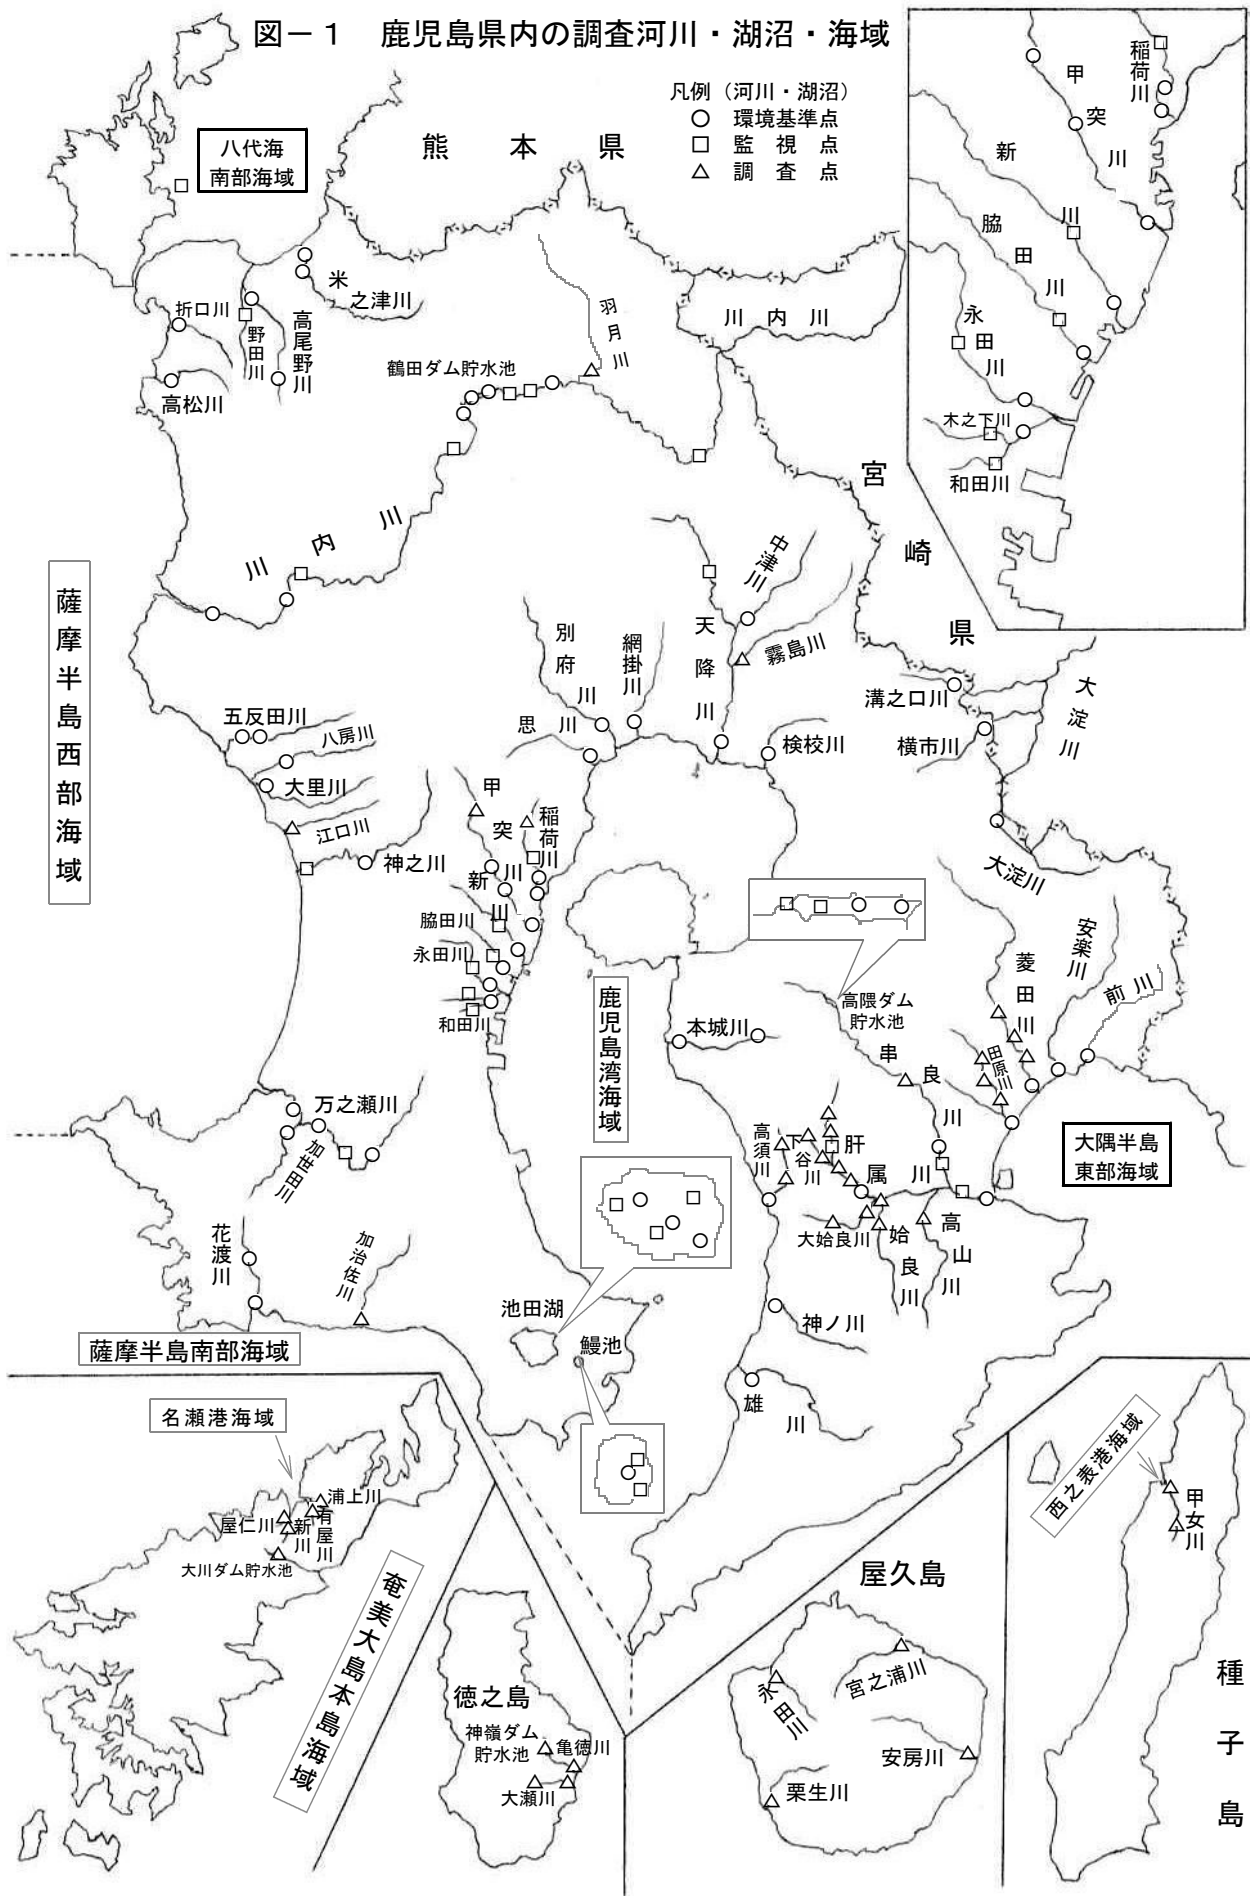 図－１　鹿児島県内の調査河川・湖沼・海域
凡例（河川・湖沼）
○　環境基準点
□　監　視　点
△　調　査　点
八代海
南部海域
熊　本　県
米
之津川
折口川
野田川
高尾野川
高松川
羽月川
川内川
鶴田ダム貯水池
川内川
宮崎県
稲荷川
甲突川
新川
脇田川
永田川
木之下川
和田川
薩摩半島西部海域
中津川
天降川
霧島川
別府川
網掛川
思川
検校川
溝之口川
横市川
大淀川
大淀川
五反田川
八房川
大里川
江口川
神之川
甲突川
稲荷川
新川
脇田川
永田川
和田川
鹿児島湾海域
高隈ダム
貯水池
本城川
串良川
菱田川
安楽川
前川
田原川
大隅半島
東部海域
高須川
下谷川
肝属川
大姶良川
姶良川
高山川
神ノ川
雄川
万之瀬川
加世田川
花渡川
加治佐川
薩摩半島南部海域
池田湖
鰻池
名瀬港海域
浦上川
有屋川
新川
屋仁川
大川ダム貯水池
奄美大島本島海域
徳之島
神嶺ダム
貯水池
亀徳川
大瀬川
屋久島
宮之浦川
永田川
安房川
栗生川
西之表港海域
甲女川
種子島